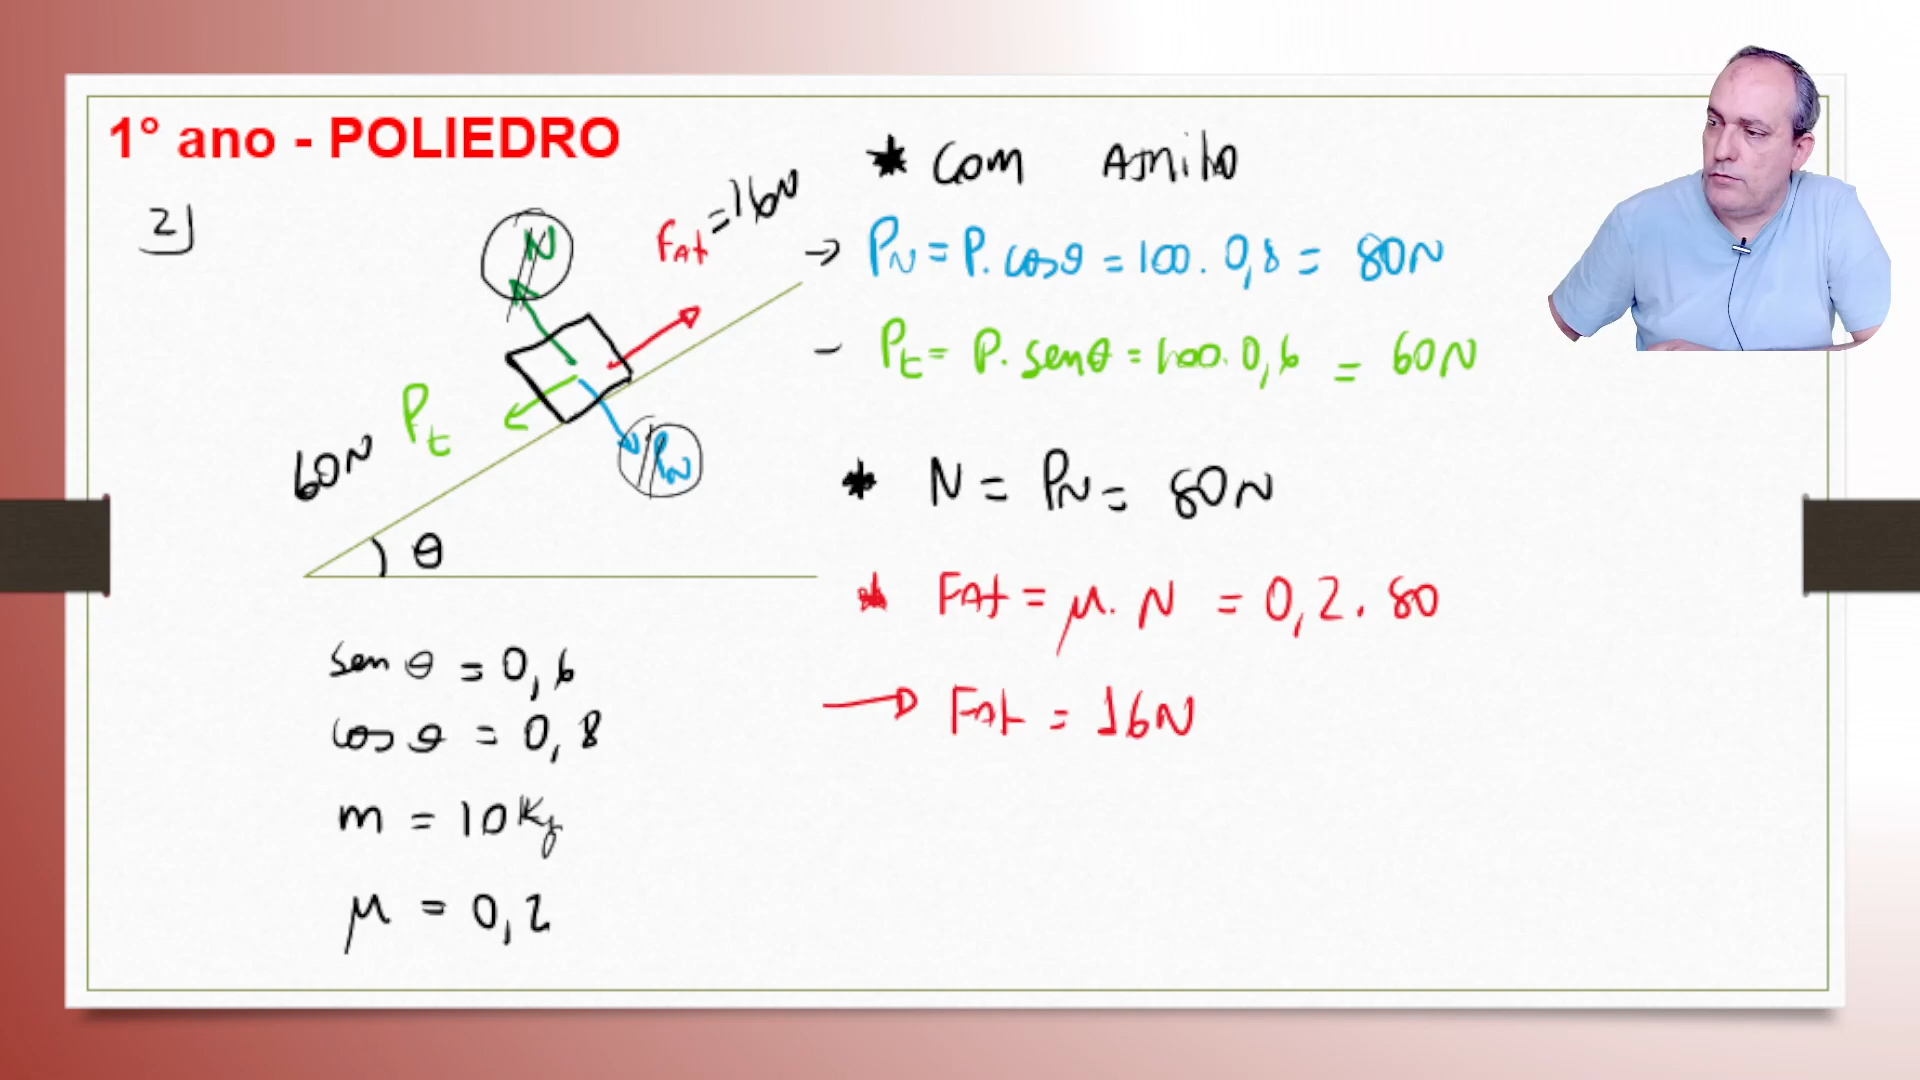 1° ano - POLIEDRO
2)
N
FAt = 16N
Pt
60N
PN
θ
sen θ = 0,6
cos θ = 0,8
m = 10 Kg
μ = 0,2
* Com Atrito
→ PN = P. cosθ = 100. 0,8 = 80N
- Pt = P. senθ = 100. 0,6 = 60N
* N = PN = 80N
* FAt = μ. N = 0,2. 80
→ FAt = 16N